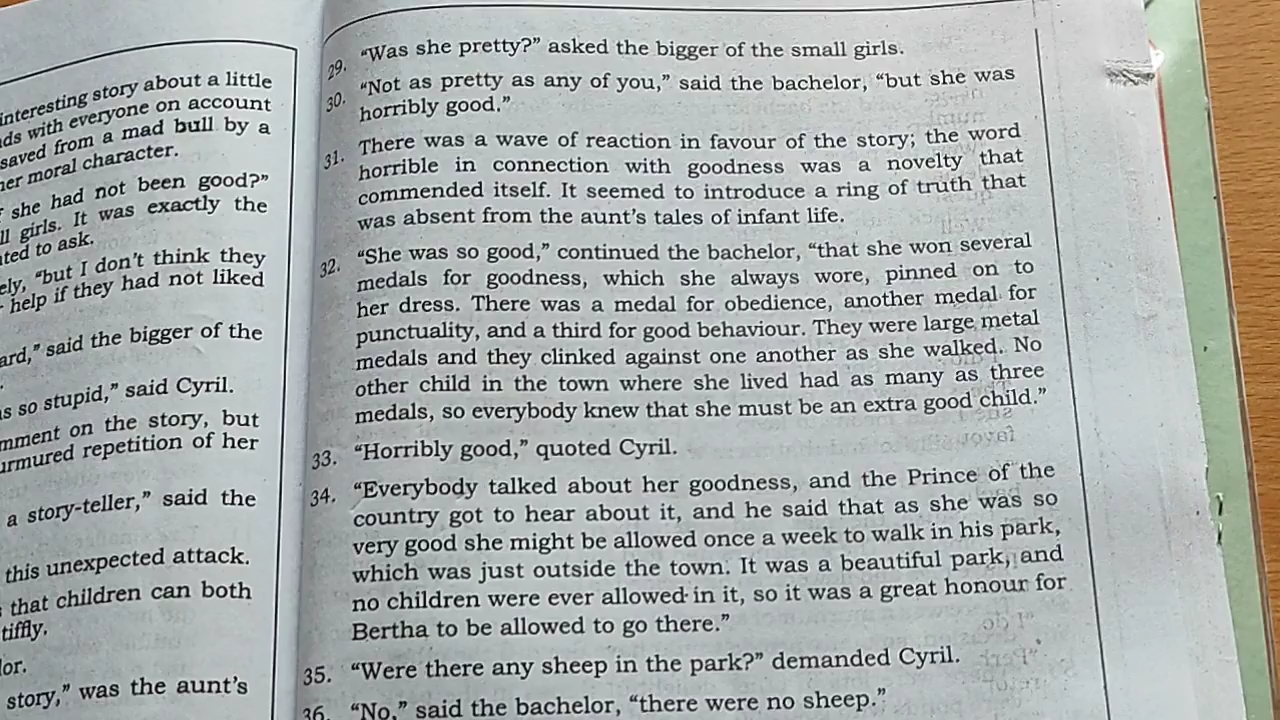 interesting story about a little
ds with everyone on account
saved from a mad bull by a
her moral character.
she had not been good?”
ll girls. It was exactly the
ted to ask.
ely, “but I don’t think they
help if they had not liked
ard,” said the bigger of the
s so stupid,” said Cyril.
mment on the story, but
urmured repetition of her
a story-teller,” said the
this unexpected attack.
that children can both
tiffly.
lor.
story,” was the aunt’s
29. “Was she pretty?” asked the bigger of the small girls.
30. “Not as pretty as any of you,” said the bachelor, “but she was
horribly good.”
31. There was a wave of reaction in favour of the story; the word
horrible in connection with goodness was a novelty that
commended itself. It seemed to introduce a ring of truth that
was absent from the aunt’s tales of infant life.
32. “She was so good,” continued the bachelor, “that she won several
medals for goodness, which she always wore, pinned on to
her dress. There was a medal for obedience, another medal for
punctuality, and a third for good behaviour. They were large metal
medals and they clinked against one another as she walked. No
other child in the town where she lived had as many as three
medals, so everybody knew that she must be an extra good child.”
33. “Horribly good,” quoted Cyril.
34. “Everybody talked about her goodness, and the Prince of the
country got to hear about it, and he said that as she was so
very good she might be allowed once a week to walk in his park,
which was just outside the town. It was a beautiful park, and
no children were ever allowed in it, so it was a great honour for
Bertha to be allowed to go there.”
35. “Were there any sheep in the park?” demanded Cyril.
36. “No,” said the bachelor, “there were no sheep.”